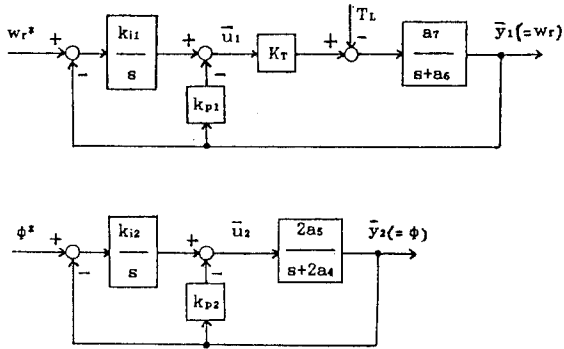 wr* + − ki1/s + − ū1 KT + − TL a7/s+a6 ȳ1(=wr)
kp1
ϕ* + − ki2/s + − ū2 2a5/s+2a4 ȳ2(=ϕ)
kp2